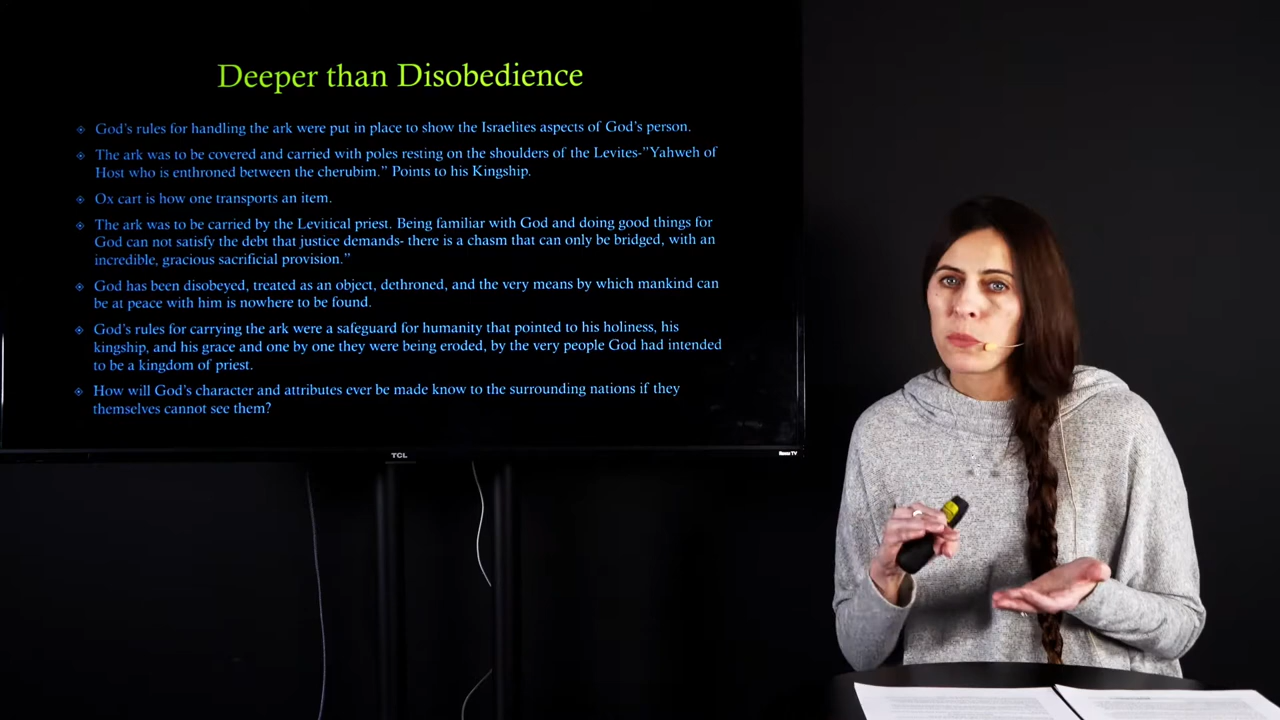 Deeper than Disobedience
God's rules for handling the ark were put in place to show the Israelites aspects of God's person.
The ark was to be covered and carried with poles resting on the shoulders of the Levites-"Yahweh of
Host who is enthroned between the cherubim." Points to his Kingship.
Ox cart is how one transports an item.
The ark was to be carried by the Levitical priest. Being familiar with God and doing good things for
God can not satisfy the debt that justice demands- there is a chasm that can only be bridged, with an
incredible, gracious sacrificial provision."
God has been disobeyed, treated as an object, dethroned, and the very means by which mankind can
be at peace with him is nowhere to be found.
God's rules for carrying the ark were a safeguard for humanity that pointed to his holiness, his
kingship, and his grace and one by one they were being eroded, by the very people God had intended
to be a kingdom of priest.
How will God's character and attributes ever be made know to the surrounding nations if they
themselves cannot see them?
TCL
Roku TV